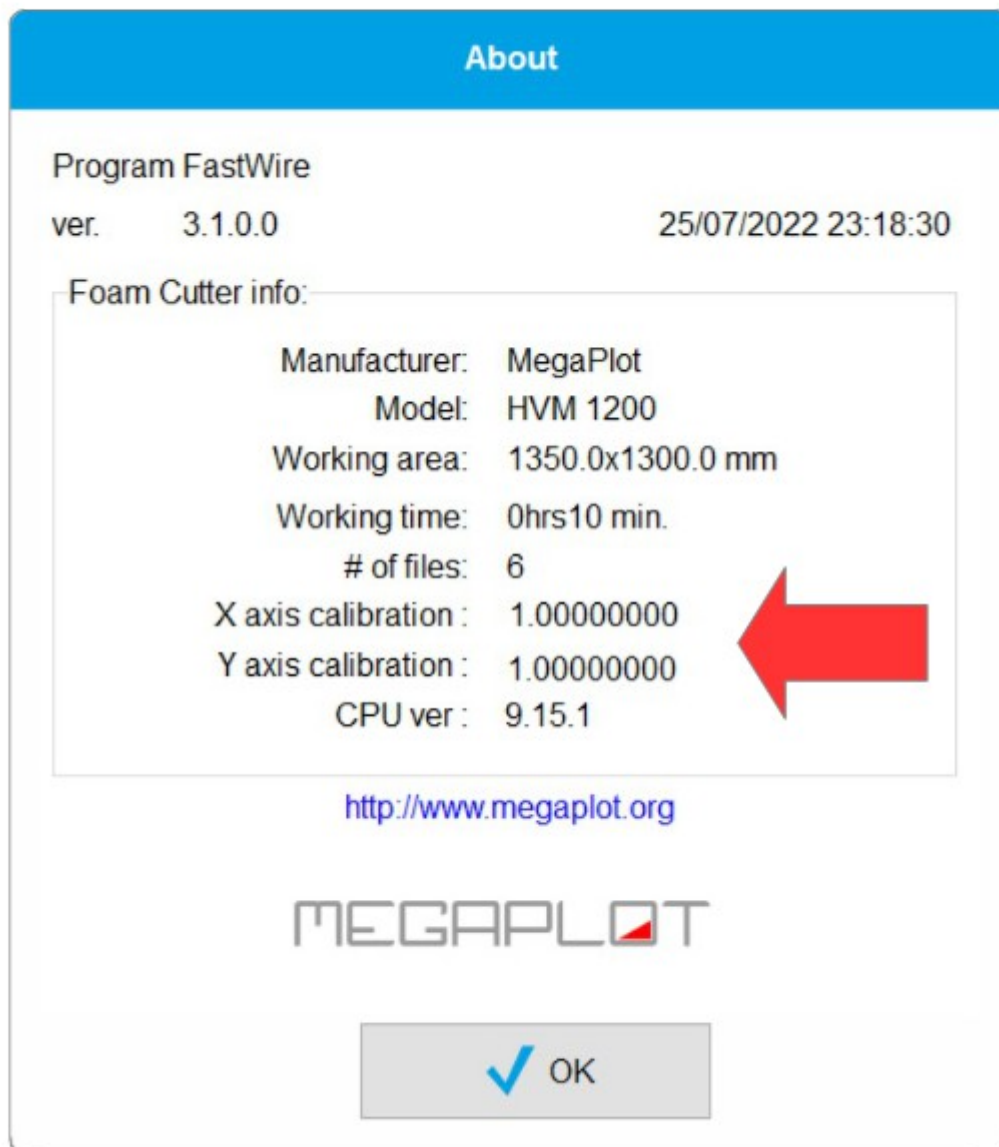 About
Program FastWire
ver. 3.1.0.0 25/07/2022 23:18:30
Foam Cutter info:
Manufacturer: MegaPlot
Model: HVM 1200
Working area: 1350.0x1300.0 mm
Working time: 0hrs10 min.
# of files: 6
X axis calibration : 1.00000000
Y axis calibration : 1.00000000
CPU ver : 9.15.1
http://www.megaplot.org
MEGAPLOT
OK